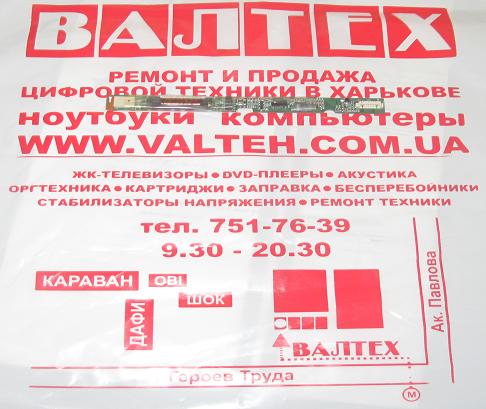 ВАЛТЕХ
РЕМОНТ И ПРОДАЖА
ЦИФРОВОЙ ТЕХНИКИ В ХАРЬКОВЕ
ноутбуки компьютеры
WWW.VALTEH.COM.UA
ЖК-ТЕЛЕВИЗОРЫ • DVD-ПЛЕЕРЫ • АКУСТИКА
ОРГТЕХНИКА • КАРТРИДЖИ • ЗАПРАВКА • БЕСПЕРЕБОЙНИКИ
СТАБИЛИЗАТОРЫ НАПРЯЖЕНИЯ • РЕМОНТ ТЕХНИКИ
тел. 751-76-39
9.30 - 20.30
КАРАВАН
OBI
ШОК
ДАФИ
ВАЛТЕХ
Ак. Павлова
Героев Труда
М